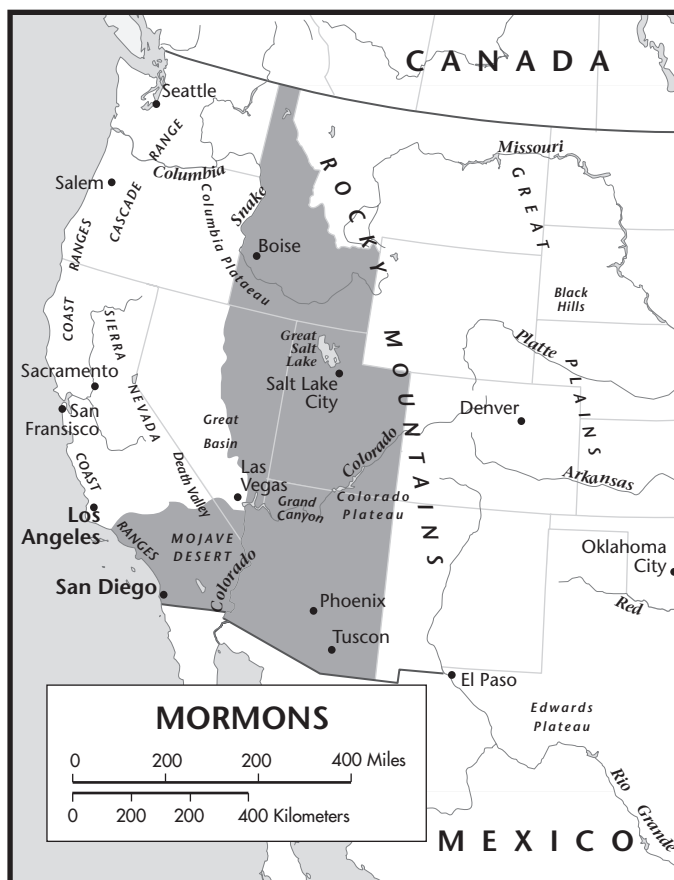 CANADA
Seattle
CASCADE RANGE
Columbia
Missouri
ROCKY MOUNTAINS
GREAT PLAINS
Salem
Snake
Columbia Plataeau
Boise
COAST RANGES
Black
Hills
SIERRA NEVADA
Great
Salt
Lake
Platte
Sacramento
Salt Lake
City
San
Fransisco
Denver
Great
Basin
Colorado
Las
Vegas
Death Valley
Arkansas
Grand
Canyon
Colorado
Plateau
COAST RANGES
Los
Angeles
MOJAVE
DESERT
Colorado
Oklahoma
City
San Diego
Phoenix
Red
Tuscon
El Paso
Edwards
Plateau
Rio Grande
MORMONS
0 200 200 400 Miles
0 200 200 400 Kilometers
MEXICO